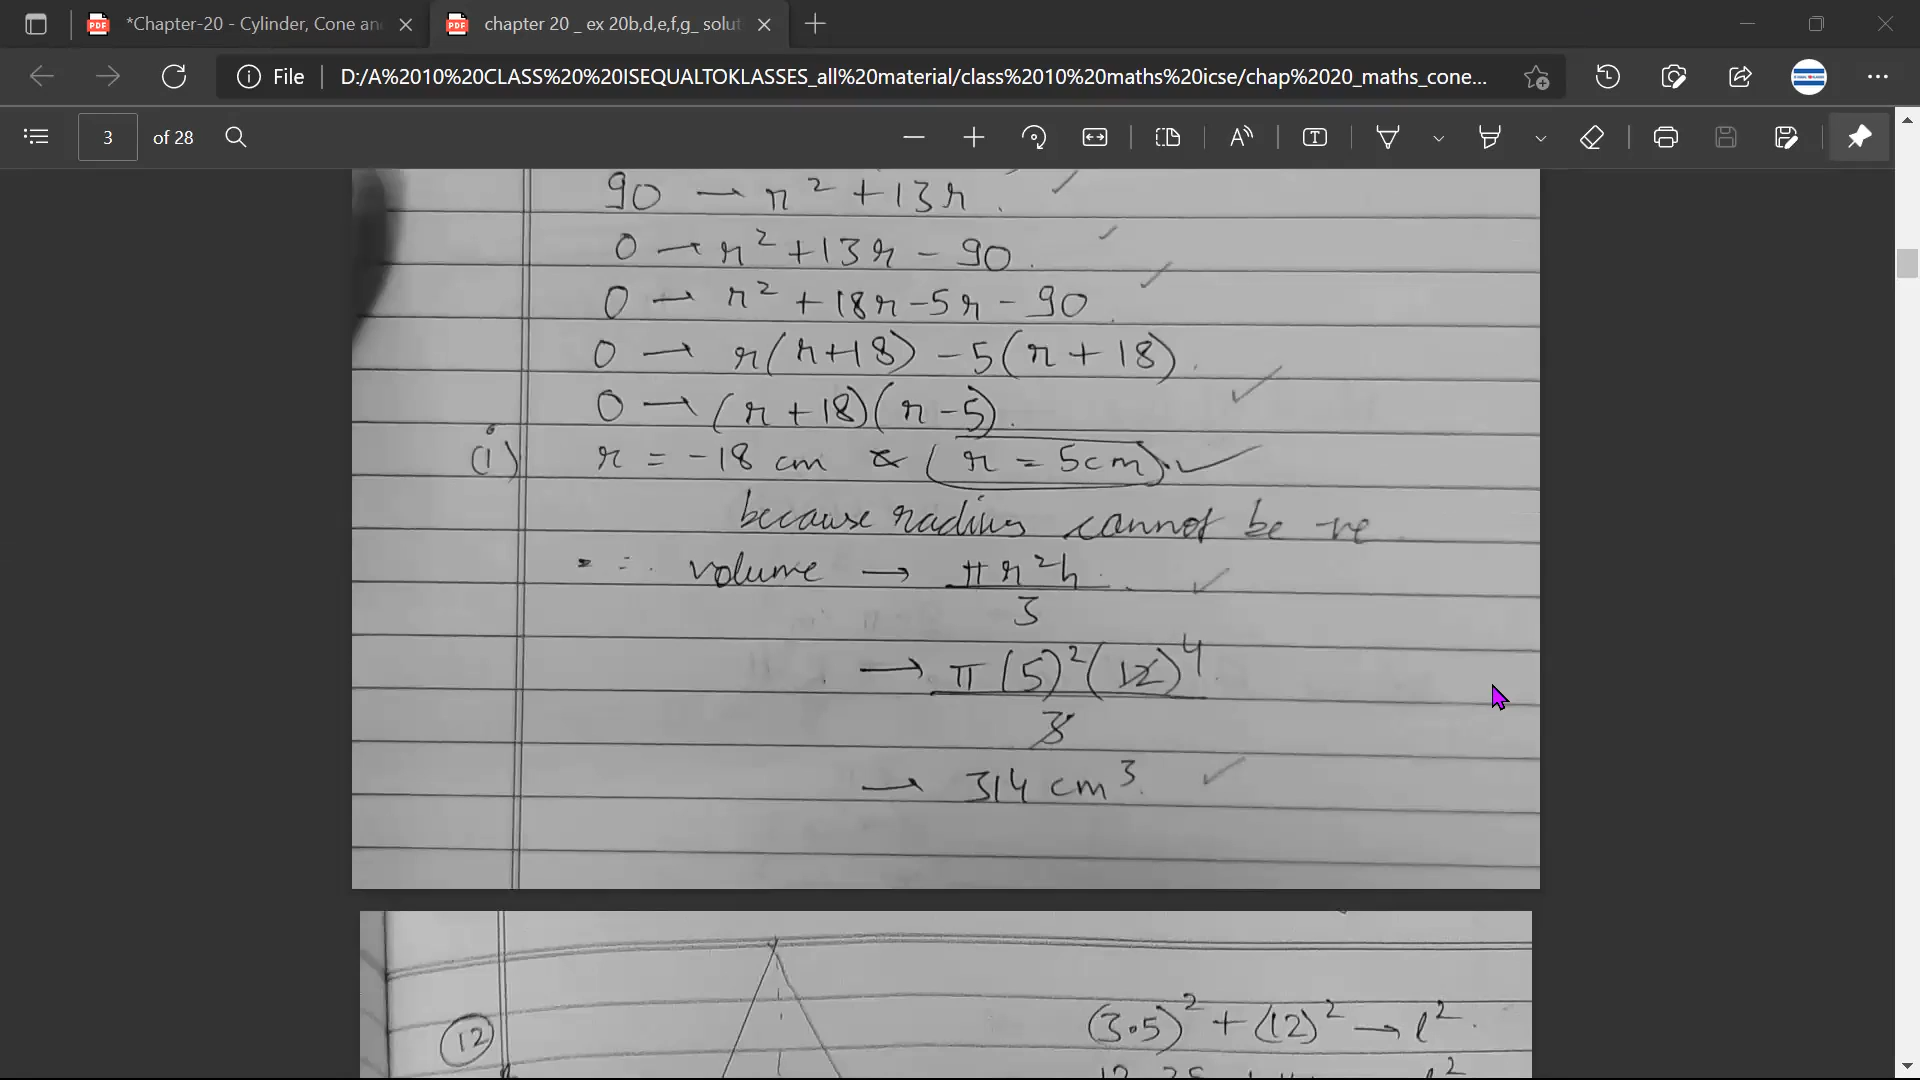 *Chapter-20 - Cylinder, Cone an
chapter 20 _ ex 20b,d,e,f,g_ solut
File
D:/A%2010%20CLASS%20%20ISEQUALTOKLASSES_all%20material/class%2010%20maths%20icse/chap%2020_maths_cone...
3 of 28
90 → r² + 13r.
0 → r² + 13r - 90.
0 → r² + 18r - 5r - 90.
0 → r(r+18) - 5(r+18).
0 → (r+18)(r-5).
(i) r = -18 cm & (r = 5cm).
because radius cannot be -ve
∴ volume → πr²h
3
→ π(5)²(12) 4
3
→ 314 cm³.
(12)
(3.5)² + (12)² → l².